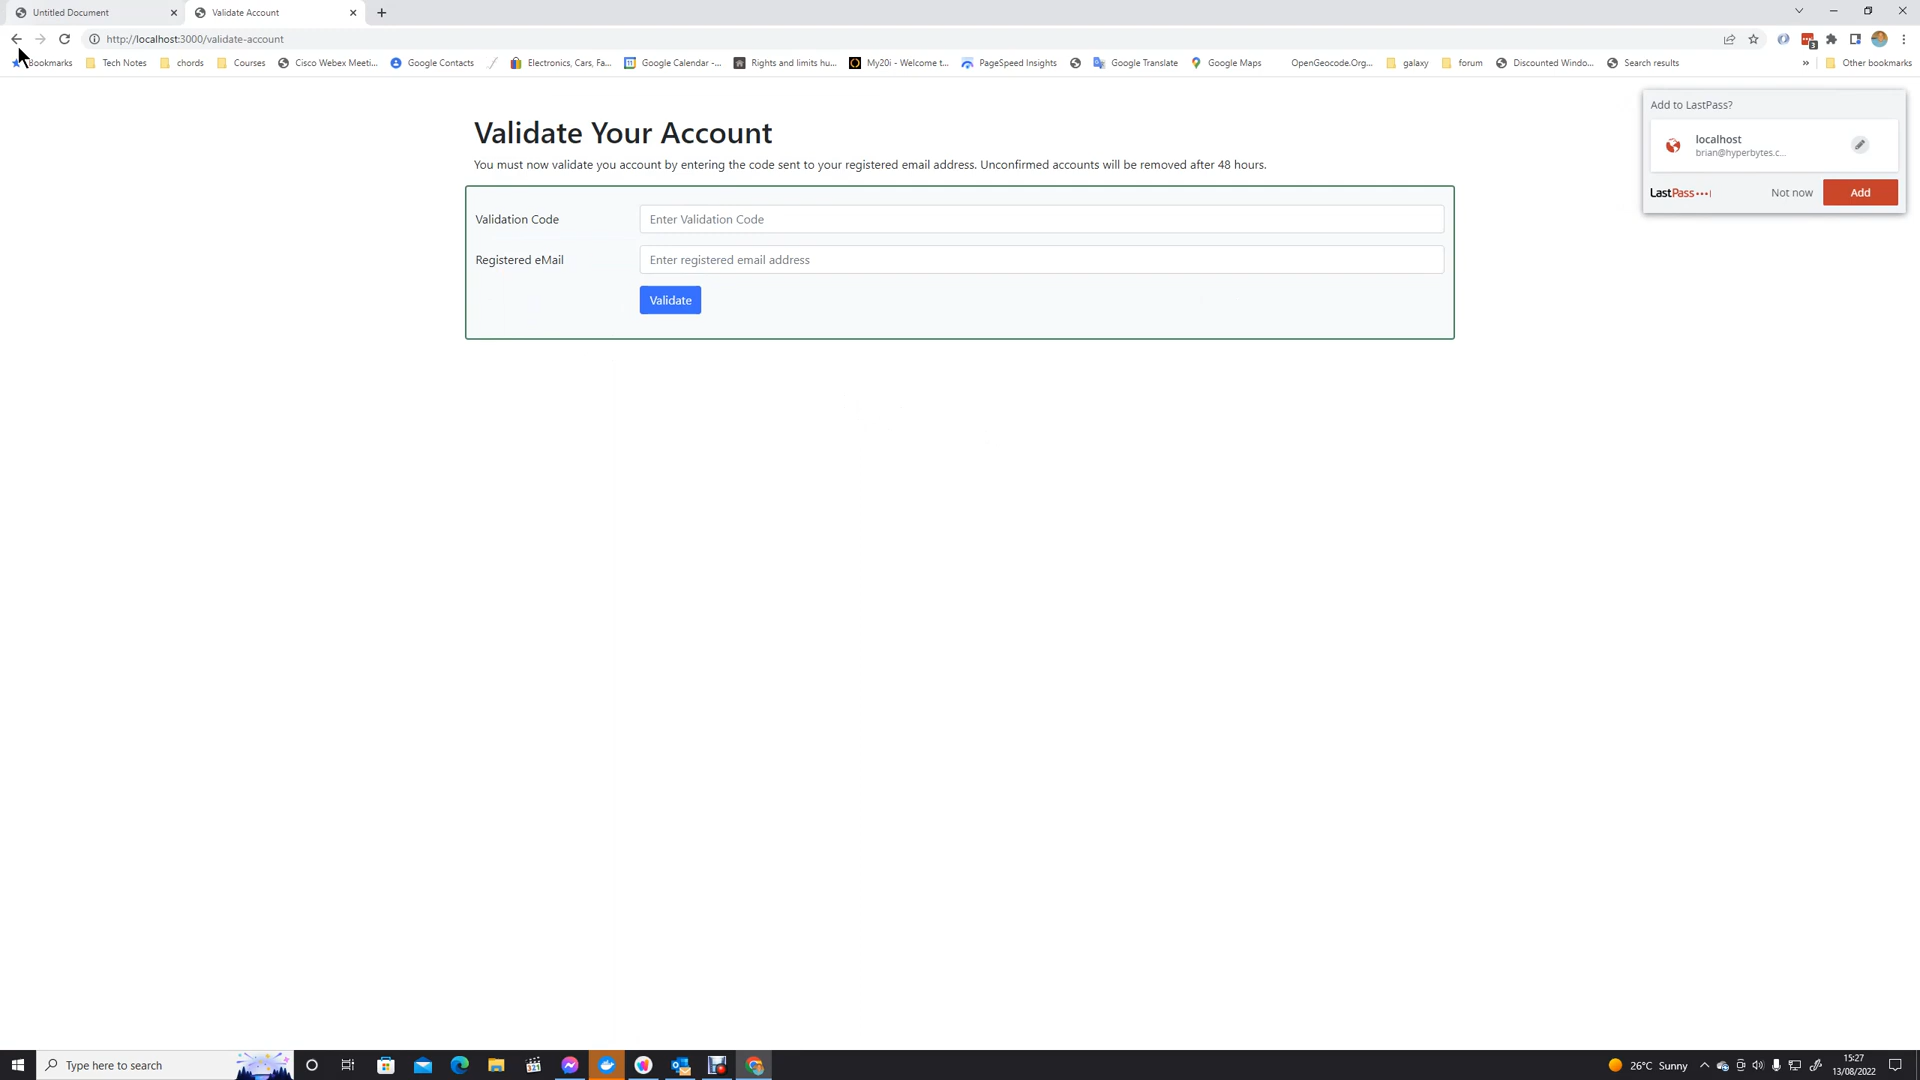 Untitled Document
Validate Account
http://localhost:3000/validate-account
Bookmarks Tech Notes chords Courses Cisco Webex Meeti... Google Contacts Electronics, Cars, Fa... Google Calendar -... Rights and limits hu... My20i - Welcome t... PageSpeed Insights Google Translate Google Maps OpenGeocode.Org... galaxy forum Discounted Windo... Search results » Other bookmarks
Add to LastPass?
localhost
brian@hyperbytes.c...
LastPass•••|
Not now
Add
Validate Your Account
You must now validate you account by entering the code sent to your registered email address. Unconfirmed accounts will be removed after 48 hours.
Validation Code Enter Validation Code
Registered eMail Enter registered email address
Validate
Type here to search
26°C Sunny
15:27
13/08/2022